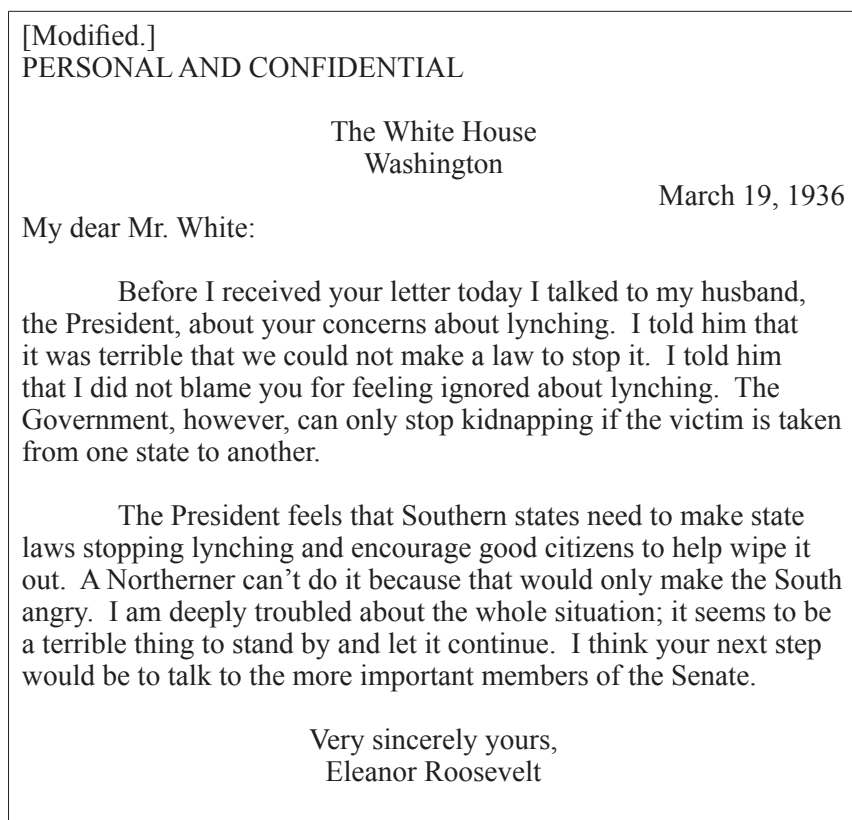 [Modified.]
PERSONAL AND CONFIDENTIAL
The White House
Washington
March 19, 1936
My dear Mr. White:
Before I received your letter today I talked to my husband,
the President, about your concerns about lynching. I told him that
it was terrible that we could not make a law to stop it. I told him
that I did not blame you for feeling ignored about lynching. The
Government, however, can only stop kidnapping if the victim is taken
from one state to another.
The President feels that Southern states need to make state
laws stopping lynching and encourage good citizens to help wipe it
out. A Northerner can’t do it because that would only make the South
angry. I am deeply troubled about the whole situation; it seems to be
a terrible thing to stand by and let it continue. I think your next step
would be to talk to the more important members of the Senate.
Very sincerely yours,
Eleanor Roosevelt